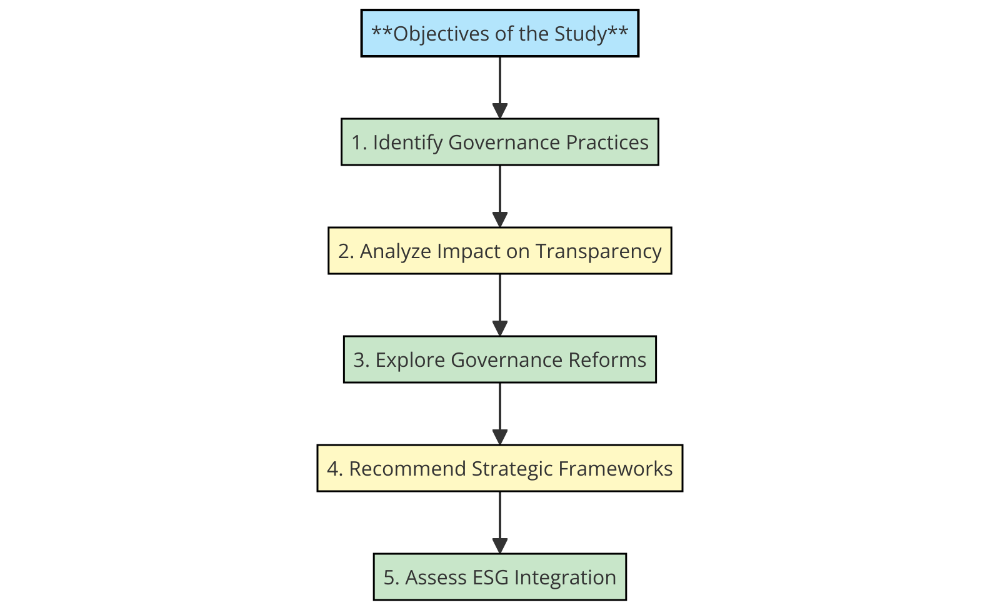 **Objectives of the Study**
1. Identify Governance Practices
2. Analyze Impact on Transparency
3. Explore Governance Reforms
4. Recommend Strategic Frameworks
5. Assess ESG Integration